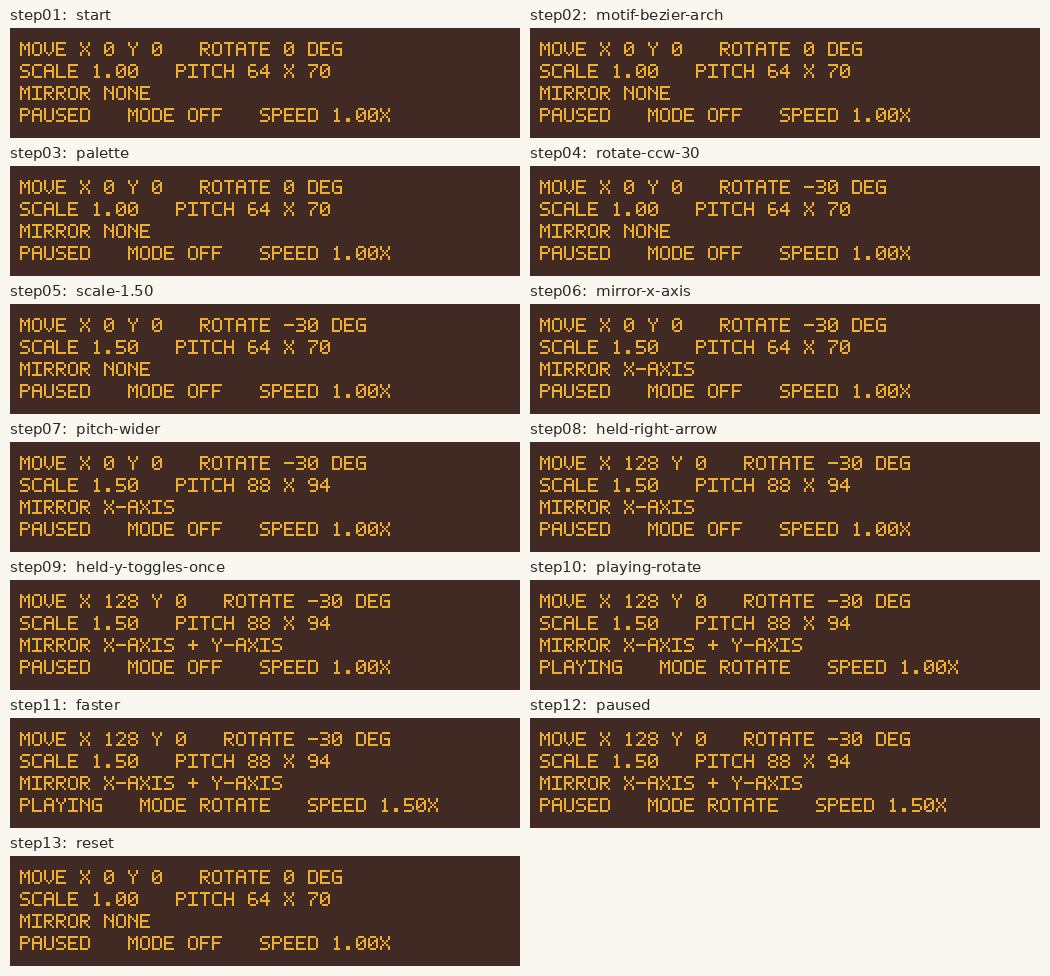 step01: start
MOVE X 0 Y 0 ROTATE 0 DEG
SCALE 1.00 PITCH 64 X 70
MIRROR NONE
PAUSED MODE OFF SPEED 1.00X
step02: motif-bezier-arch
MOVE X 0 Y 0 ROTATE 0 DEG
SCALE 1.00 PITCH 64 X 70
MIRROR NONE
PAUSED MODE OFF SPEED 1.00X
step03: palette
MOVE X 0 Y 0 ROTATE 0 DEG
SCALE 1.00 PITCH 64 X 70
MIRROR NONE
PAUSED MODE OFF SPEED 1.00X
step04: rotate-ccw-30
MOVE X 0 Y 0 ROTATE -30 DEG
SCALE 1.00 PITCH 64 X 70
MIRROR NONE
PAUSED MODE OFF SPEED 1.00X
step05: scale-1.50
MOVE X 0 Y 0 ROTATE -30 DEG
SCALE 1.50 PITCH 64 X 70
MIRROR NONE
PAUSED MODE OFF SPEED 1.00X
step06: mirror-x-axis
MOVE X 0 Y 0 ROTATE -30 DEG
SCALE 1.50 PITCH 64 X 70
MIRROR X-AXIS
PAUSED MODE OFF SPEED 1.00X
step07: pitch-wider
MOVE X 0 Y 0 ROTATE -30 DEG
SCALE 1.50 PITCH 88 X 94
MIRROR X-AXIS
PAUSED MODE OFF SPEED 1.00X
step08: held-right-arrow
MOVE X 128 Y 0 ROTATE -30 DEG
SCALE 1.50 PITCH 88 X 94
MIRROR X-AXIS
PAUSED MODE OFF SPEED 1.00X
step09: held-y-toggles-once
MOVE X 128 Y 0 ROTATE -30 DEG
SCALE 1.50 PITCH 88 X 94
MIRROR X-AXIS + Y-AXIS
PAUSED MODE OFF SPEED 1.00X
step10: playing-rotate
MOVE X 128 Y 0 ROTATE -30 DEG
SCALE 1.50 PITCH 88 X 94
MIRROR X-AXIS + Y-AXIS
PLAYING MODE ROTATE SPEED 1.00X
step11: faster
MOVE X 128 Y 0 ROTATE -30 DEG
SCALE 1.50 PITCH 88 X 94
MIRROR X-AXIS + Y-AXIS
PLAYING MODE ROTATE SPEED 1.50X
step12: paused
MOVE X 128 Y 0 ROTATE -30 DEG
SCALE 1.50 PITCH 88 X 94
MIRROR X-AXIS + Y-AXIS
PAUSED MODE ROTATE SPEED 1.50X
step13: reset
MOVE X 0 Y 0 ROTATE 0 DEG
SCALE 1.00 PITCH 64 X 70
MIRROR NONE
PAUSED MODE OFF SPEED 1.00X